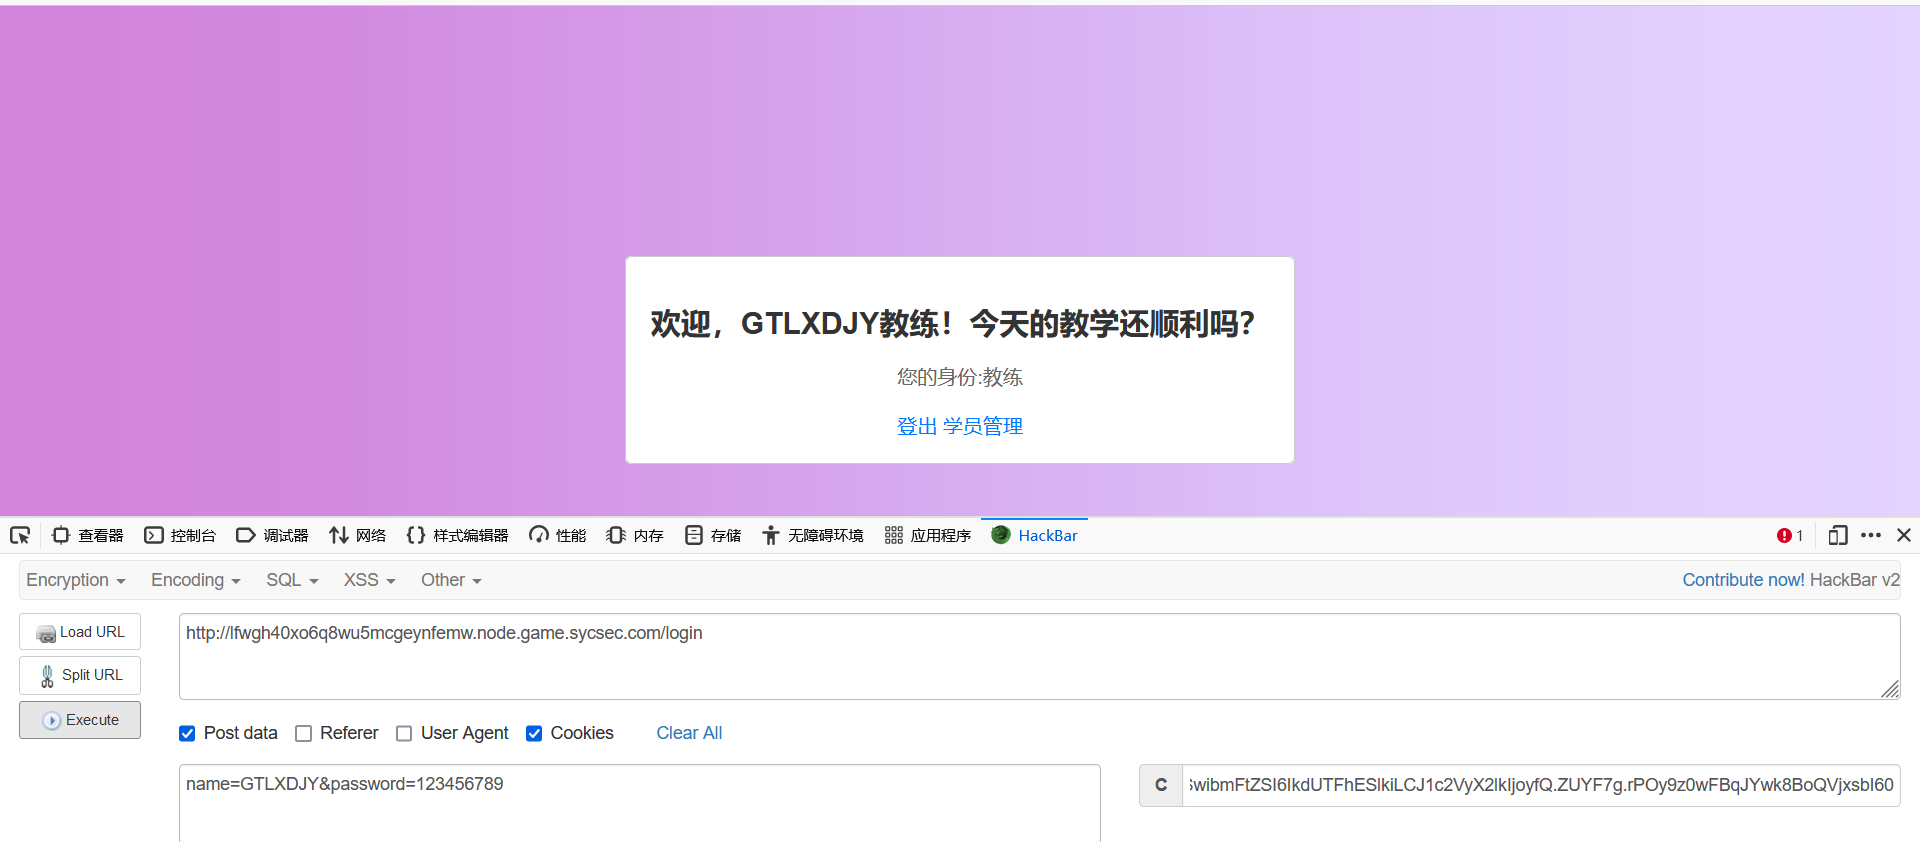 欢迎，GTLXDJY教练！今天的教学还顺利吗？
您的身份:教练
登出 学员管理
查看器 控制台 调试器 网络 样式编辑器 性能 内存 存储 无障碍环境 应用程序 HackBar 1
Encryption Encoding SQL XSS Other Contribute now! HackBar v2
Load URL
http://lfwgh40xo6q8wu5mcgeynfemw.node.game.sycsec.com/login
Split URL
Execute
Post data Referer User Agent Cookies Clear All
name=GTLXDJY&password=123456789
C
wibmFtZSI6IkdUTFhESlkiLCJ1c2VyX2lkIjoyfQ.ZUYF7g.rPOy9z0wFBqJYwk8BoQVjxsbI60